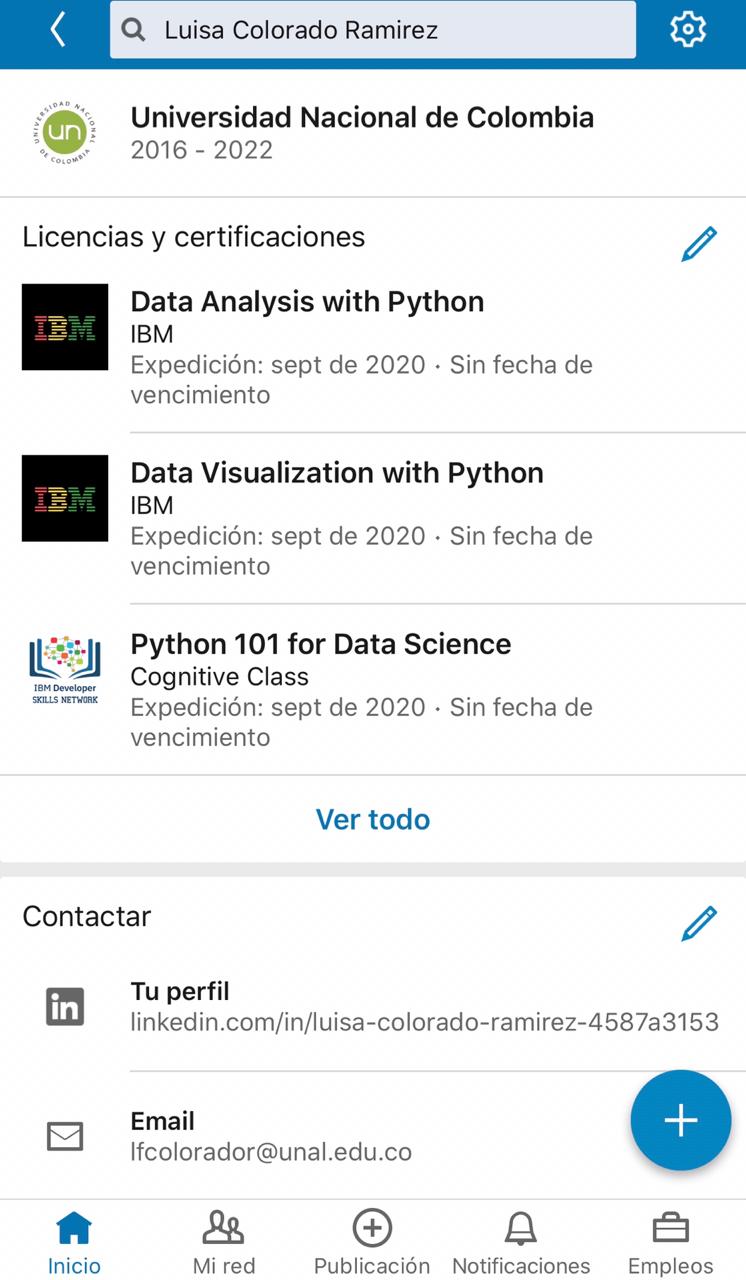 Luisa Colorado Ramirez
UNIVERSIDAD NACIONAL DE COLOMBIA
un
Universidad Nacional de Colombia
2016 - 2022
Licencias y certificaciones
IBM
Data Analysis with Python
IBM
Expedición: sept de 2020 · Sin fecha de
vencimiento
IBM
Data Visualization with Python
IBM
Expedición: sept de 2020 · Sin fecha de
vencimiento
IBM Developer
SKILLS NETWORK
Python 101 for Data Science
Cognitive Class
Expedición: sept de 2020 · Sin fecha de
vencimiento
Ver todo
Contactar
in
Tu perfil
linkedin.com/in/luisa-colorado-ramirez-4587a3153
Email
lfcolorador@unal.edu.co
Inicio
Mi red
Publicación
Notificaciones
Empleos